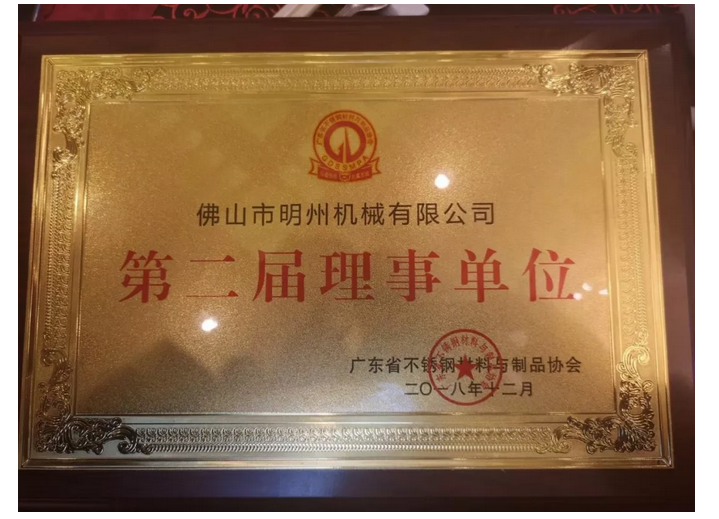 GDSSMPA
佛山市明州机械有限公司
第二届理事单位
广东省不锈钢材料与制品协会
二〇一八年十二月